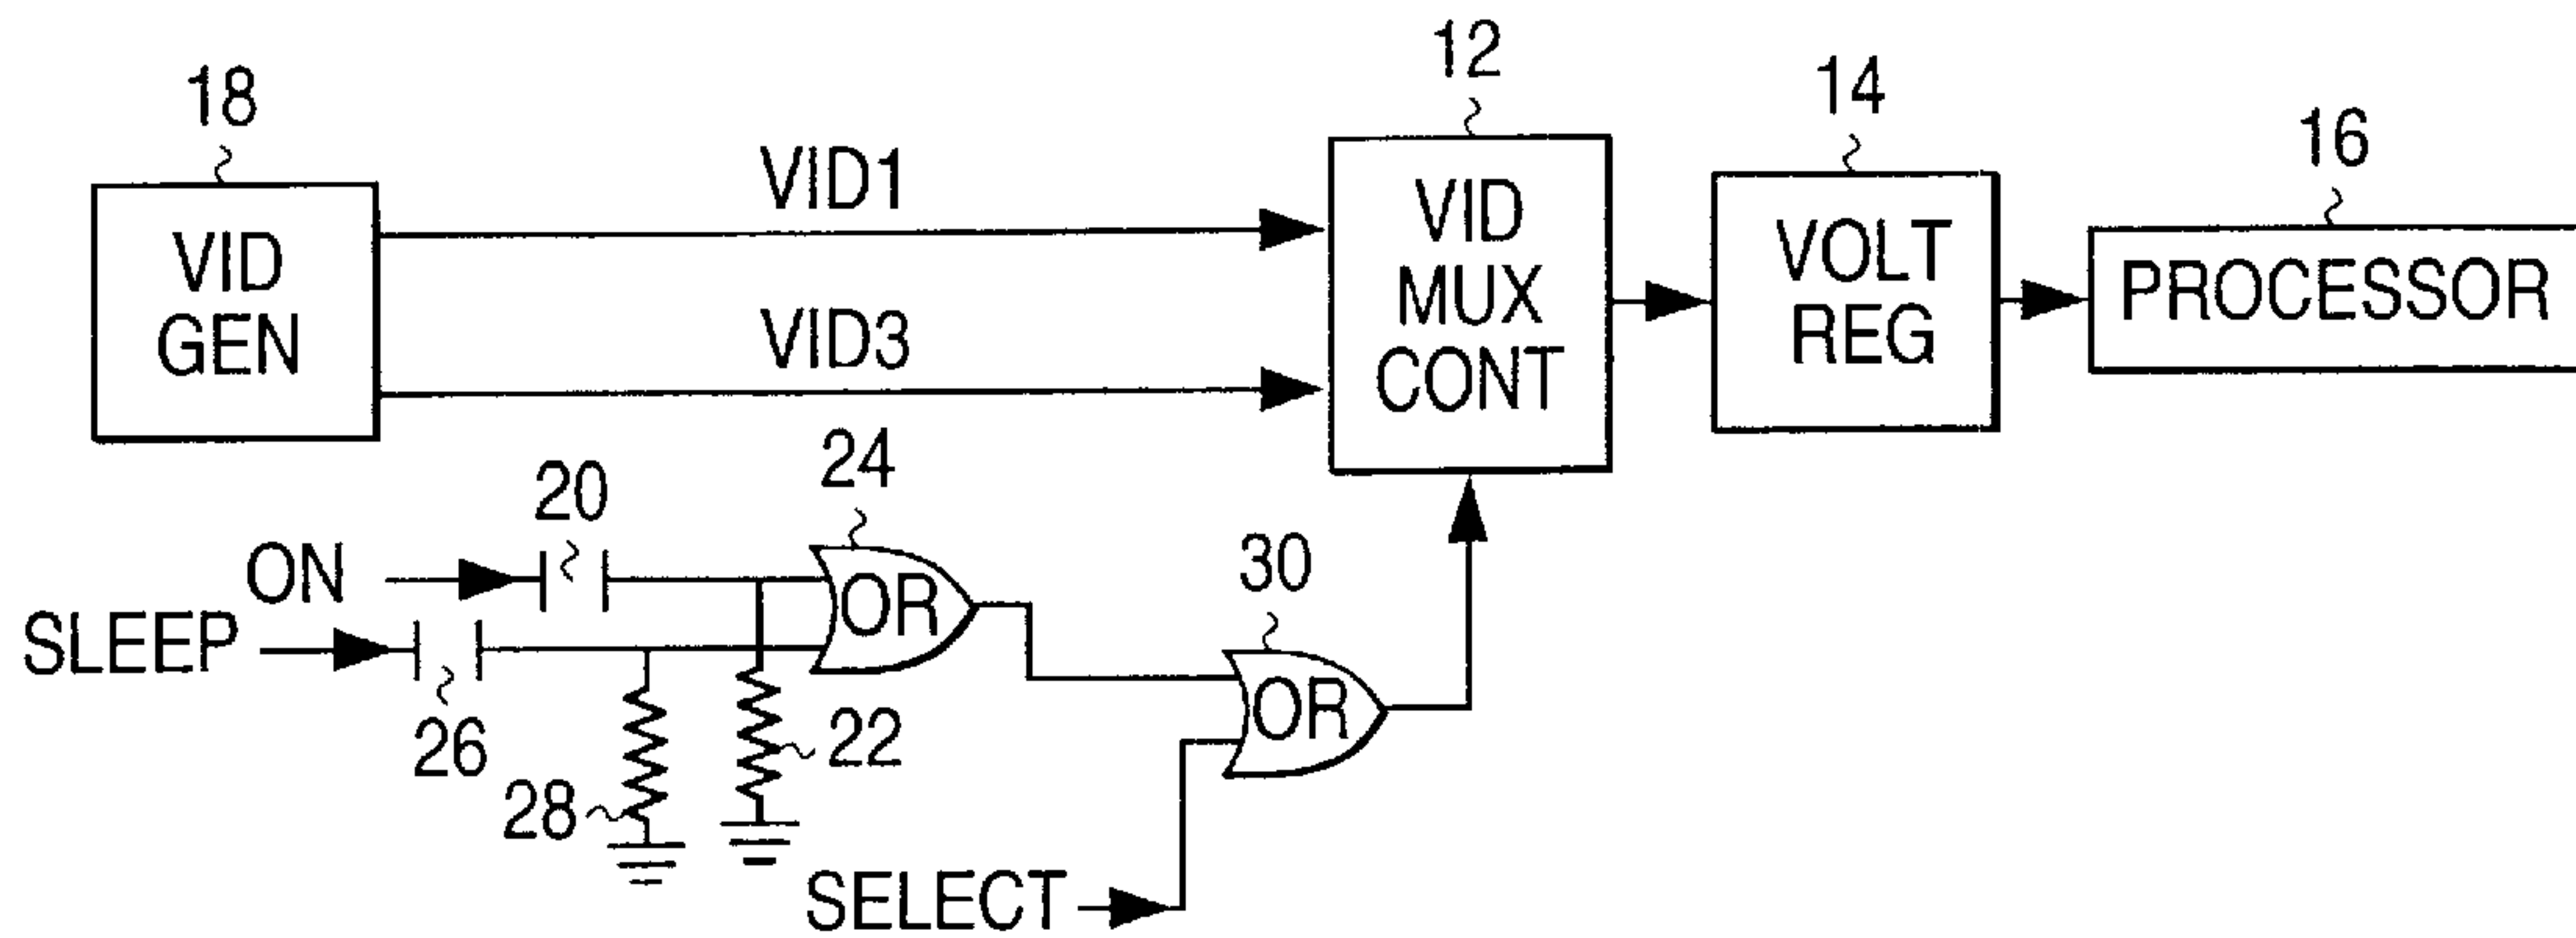 12
14
18
16
VID1
VID
MUX
CONT
VOLT
REG
PROCESSOR
VID
GEN
VID3
24
20
ON
OR
30
SLEEP
OR
26
22
28
SELECT